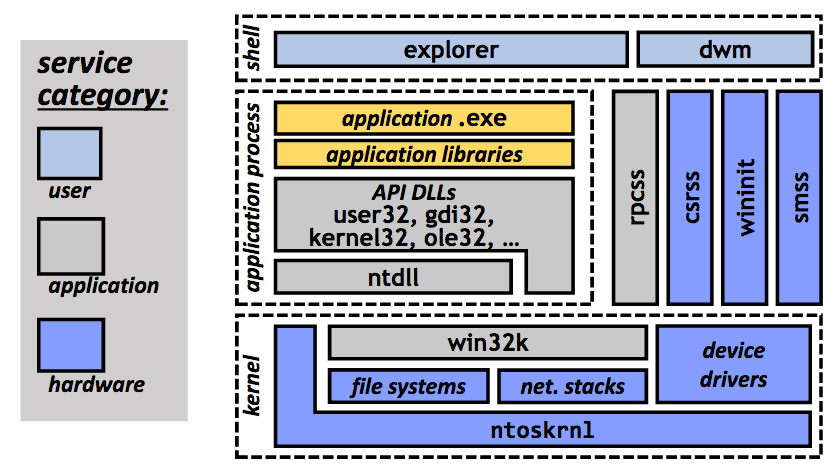 service
category:
user
application
hardware
shell
explorer
dwm
application process
application .exe
application libraries
API DLLs
user32, gdi32,
kernel32, ole32, ...
ntdll
rpcss
csrss
wininit
smss
kernel
win32k
file systems
net. stacks
device
drivers
ntoskrnl